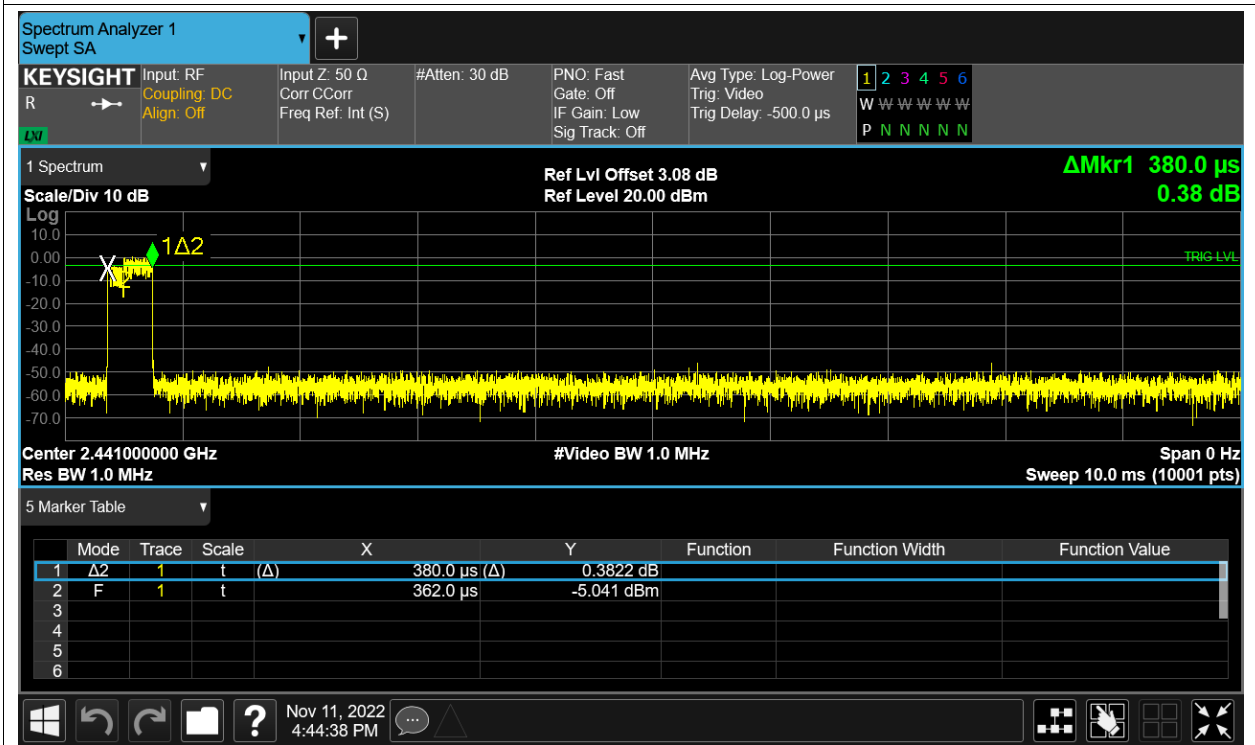 Spectrum Analyzer 1
Swept SA
KEYSIGHT Input: RF Input Z: 50 Ω #Atten: 30 dB PNO: Fast Avg Type: Log-Power 1 2 3 4 5 6
R Coupling: DC Corr CCorr Gate: Off Trig: Video W W W W W W
Align: Off Freq Ref: Int (S) IF Gain: Low Trig Delay: -500.0 µs
LXI Sig Track: Off P N N N N N
1 Spectrum Ref Lvl Offset 3.08 dB ΔMkr1 380.0 µs
Scale/Div 10 dB Ref Level 20.00 dBm 0.38 dB
Log
10.0
1Δ2
0.00
TRIG LVL
-10.0
-20.0
-30.0
-40.0
-50.0
-60.0
-70.0
Center 2.441000000 GHz #Video BW 1.0 MHz Span 0 Hz
Res BW 1.0 MHz Sweep 10.0 ms (10001 pts)
5 Marker Table
Mode Trace Scale X Y Function Function Width Function Value
1 Δ2 1 t (Δ) 380.0 µs (Δ) 0.3822 dB
2 F 1 t 362.0 µs -5.041 dBm
3
4
5
6
? Nov 11, 2022
4:44:38 PM